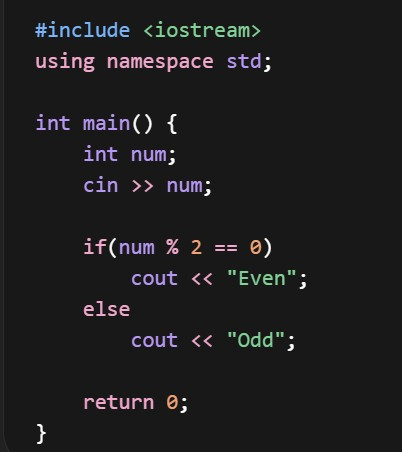 #include <iostream>
using namespace std;

int main() {
    int num;
    cin >> num;

    if(num % 2 == 0)
        cout << "Even";
    else
        cout << "Odd";

    return 0;
}